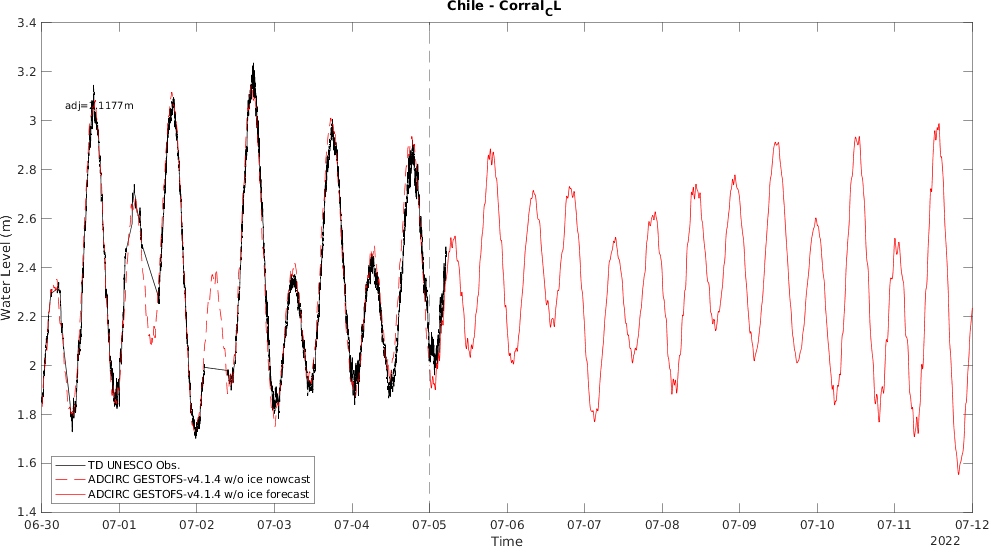 Chile - Corral_CL
3.4
3.2
3
2.8
2.6
2.4
2.2
2
1.8
1.6
1.4
Water Level (m)
adj=2.1177m
TD UNESCO Obs.
ADCIRC GESTOFS-v4.1.4 w/o ice nowcast
ADCIRC GESTOFS-v4.1.4 w/o ice forecast
06-30 07-01 07-02 07-03 07-04 07-05 07-06 07-07 07-08 07-09 07-10 07-11 07-12
Time
2022